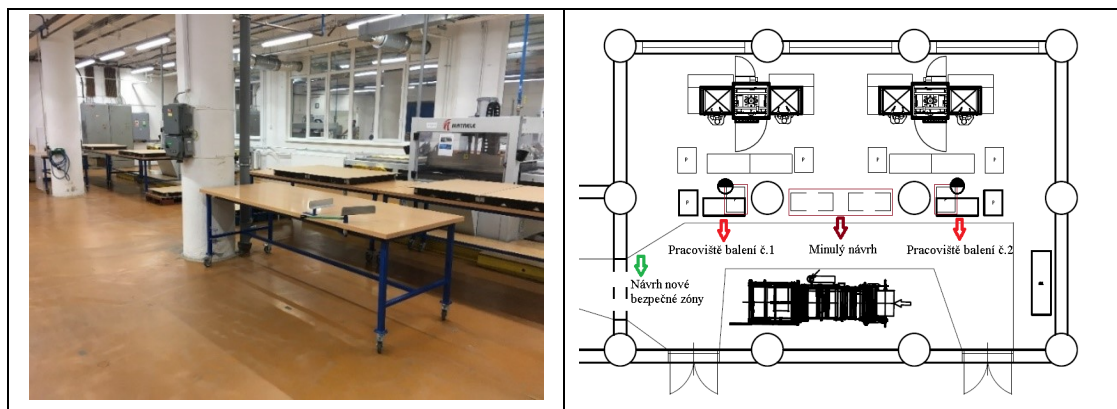 P
P
P
P
P
Pracoviště balení č.1
Minulý návrh
Pracoviště balení č.2
Návrh nové
bezpečné zóny